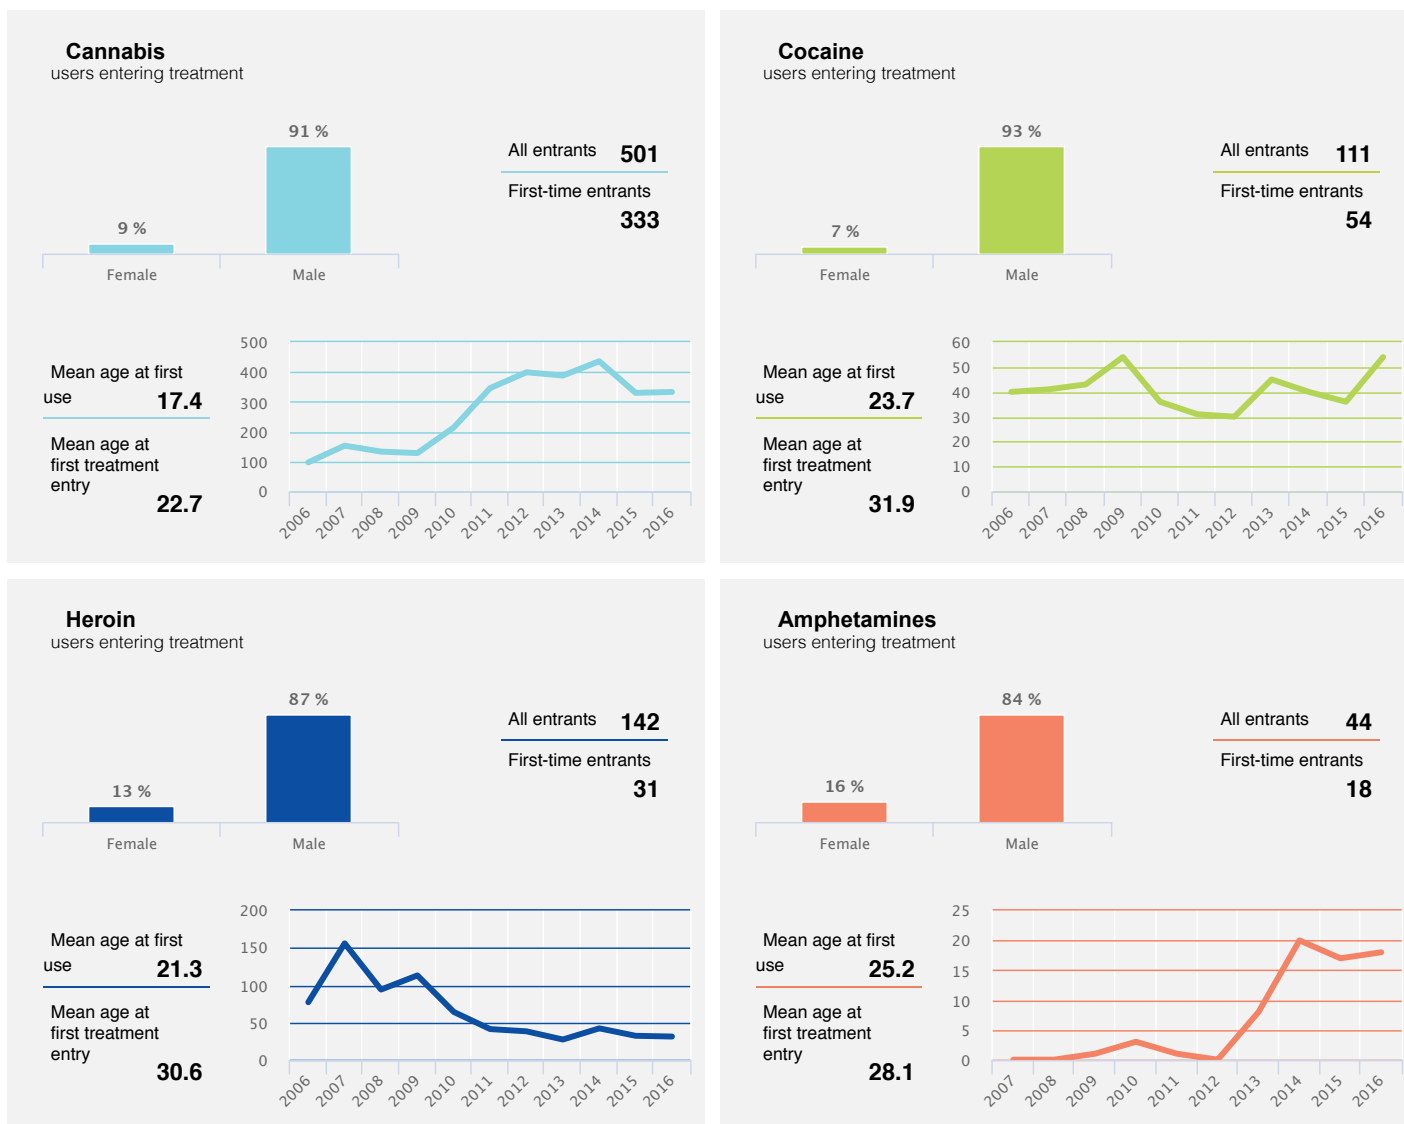 Cannabis
users entering treatment
91 %
9 %
Female
Male
All entrants 501
First-time entrants
333
Mean age at first
use 17.4
Mean age at
first treatment
entry
22.7
500
400
300
200
100
0
2006 2007 2008 2009 2010 2011 2012 2013 2014 2015 2016
Cocaine
users entering treatment
93 %
7 %
Female
Male
All entrants 111
First-time entrants
54
Mean age at first
use 23.7
Mean age at
first treatment
entry
31.9
60
50
40
30
20
10
0
2006 2007 2008 2009 2010 2011 2012 2013 2014 2015 2016
Heroin
users entering treatment
87 %
13 %
Female
Male
All entrants 142
First-time entrants
31
Mean age at first
use 21.3
Mean age at
first treatment
entry
30.6
200
150
100
50
0
2006 2007 2008 2009 2010 2011 2012 2013 2014 2015 2016
Amphetamines
users entering treatment
84 %
16 %
Female
Male
All entrants 44
First-time entrants
18
Mean age at first
use 25.2
Mean age at
first treatment
entry
28.1
25
20
15
10
5
0
2007 2008 2009 2010 2011 2012 2013 2014 2015 2016